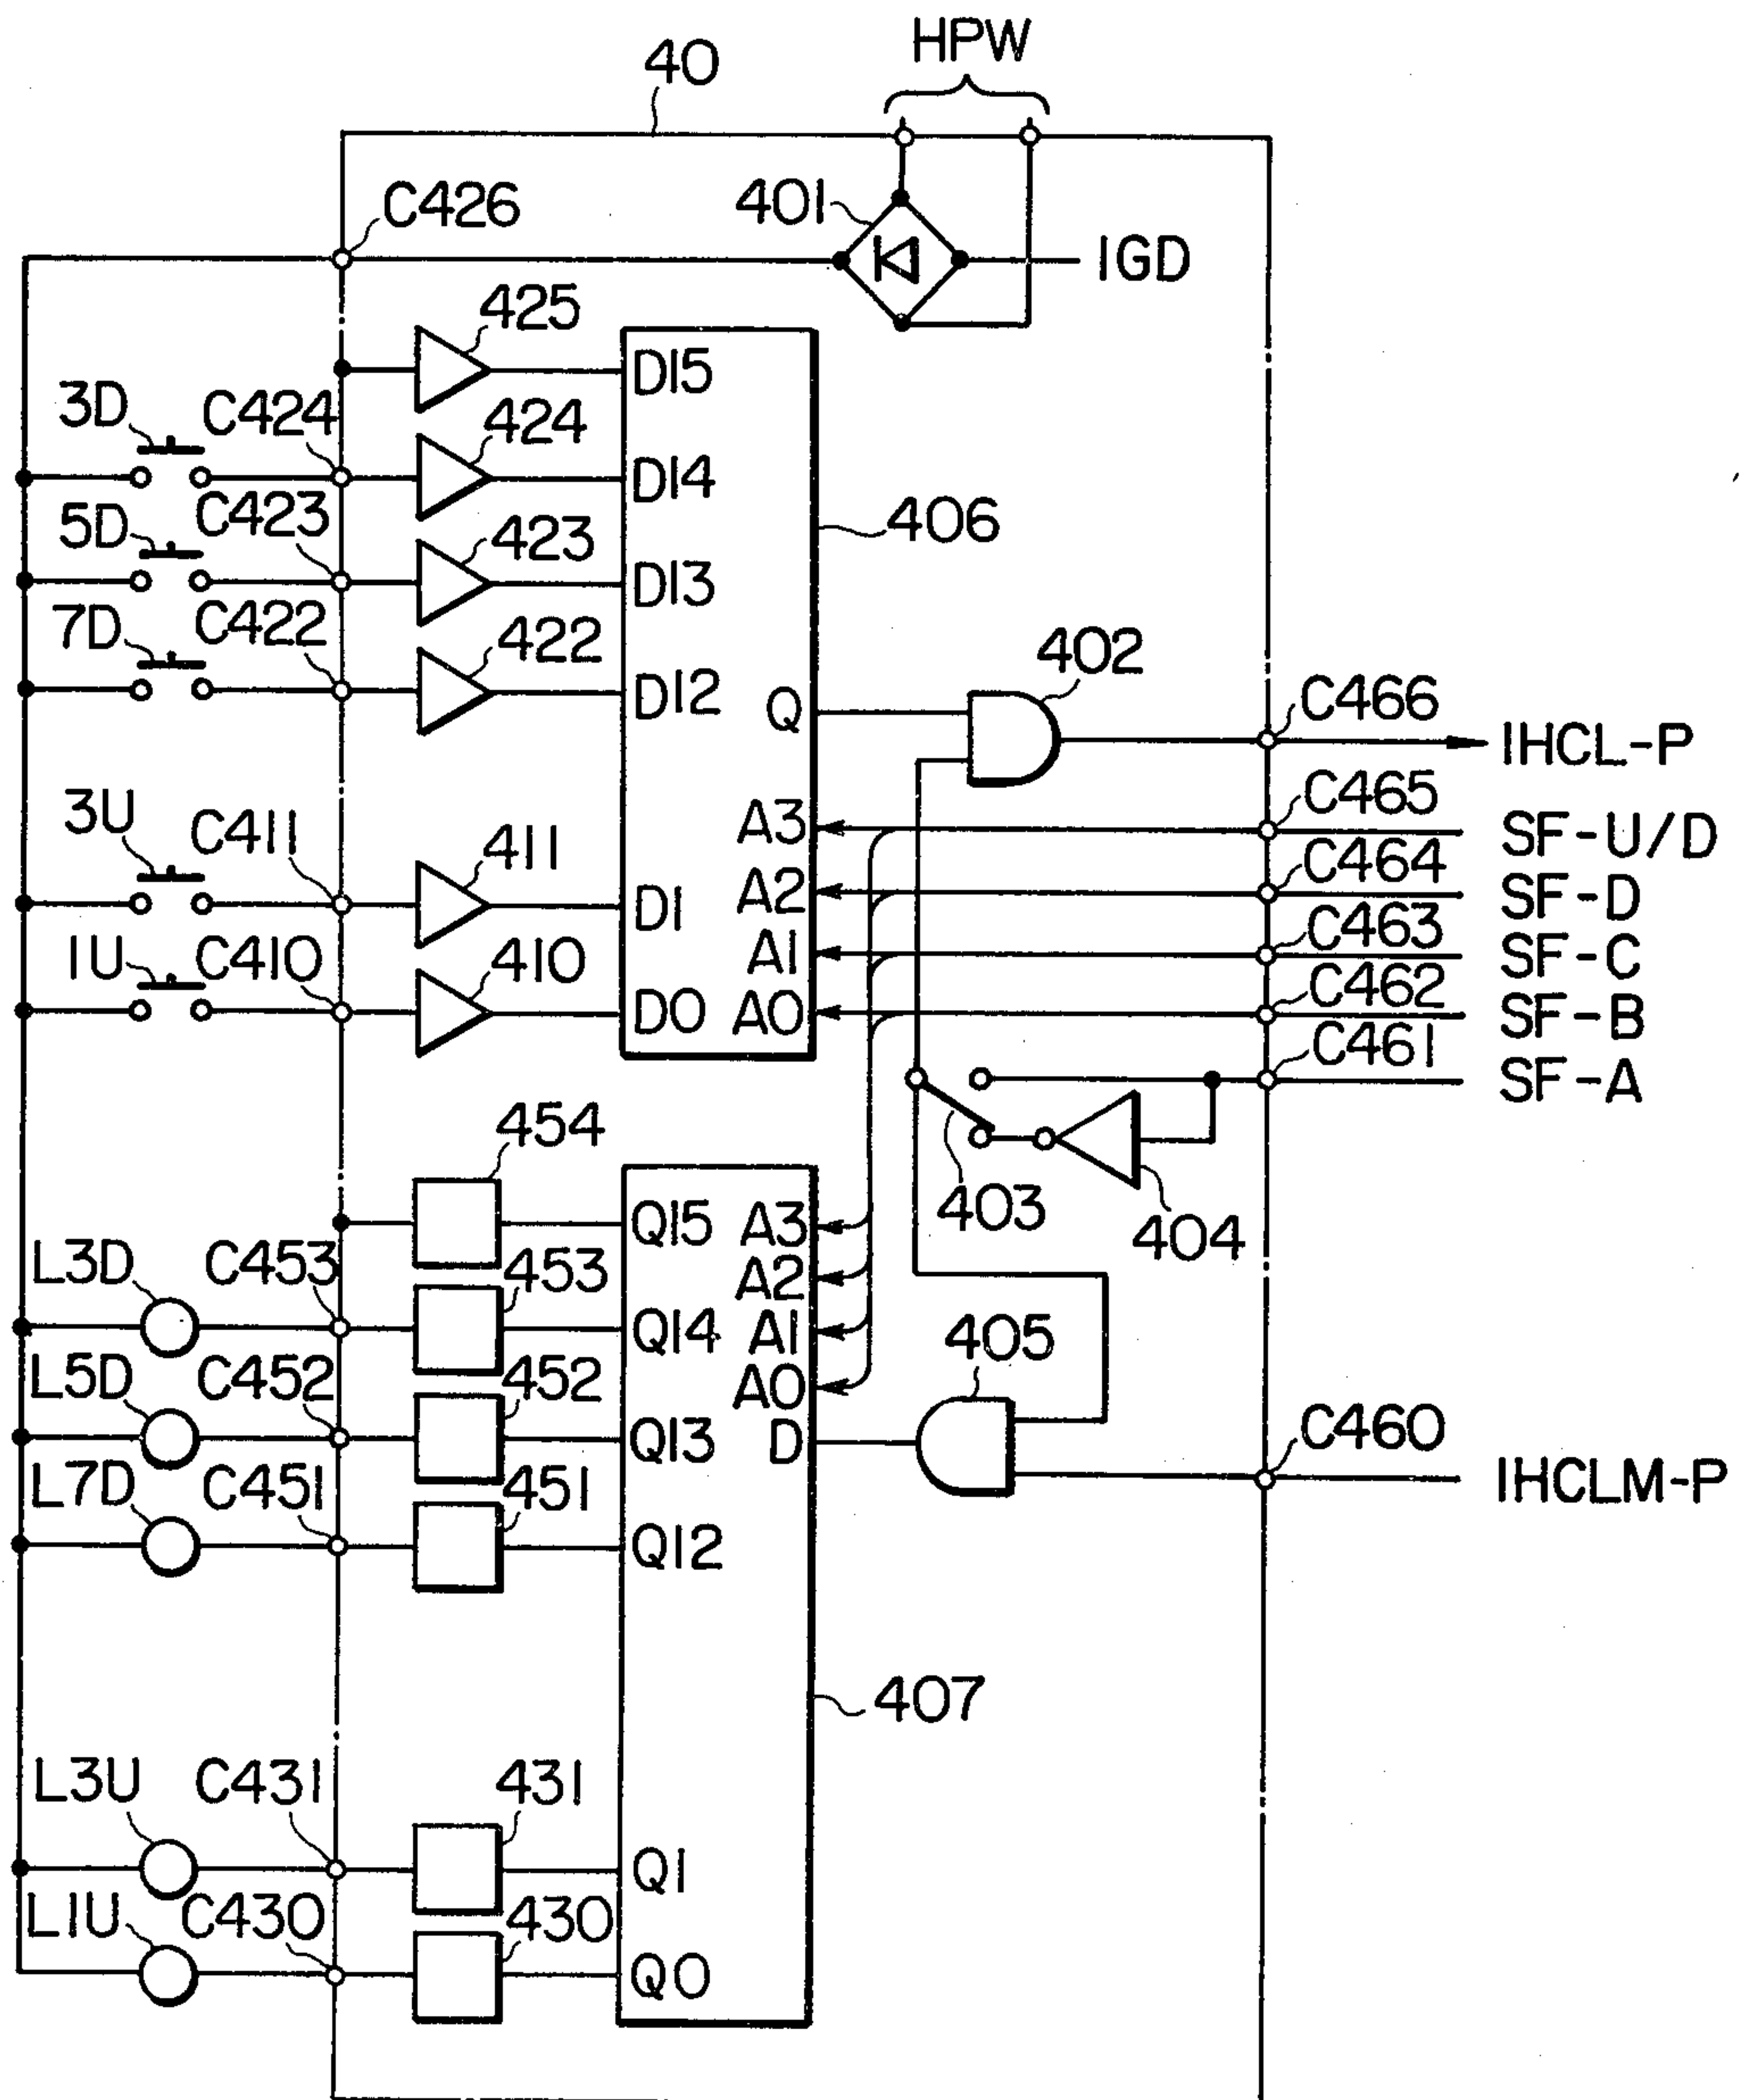 HPW
40
C426
401
IGD
425
DI5
3D
C424
424
DI4
406
5D
C423
423
DI3
7D
C422
422
DI2
Q
402
C466
IHCL-P
C465
SF-U/D
3U
C411
411
D1
A3
C464
SF-D
A2
C463
SF-C
A1
1U
C410
410
D0
A0
C462
SF-B
C461
SF-A
454
Q15
A3
403
404
L3D
C453
453
Q14
A2
A1
L5D
C452
452
Q13
A0
D
405
C460
IHCLM-P
L7D
C451
451
Q12
407
L3U
C431
431
Q1
L1U
C430
430
Q0